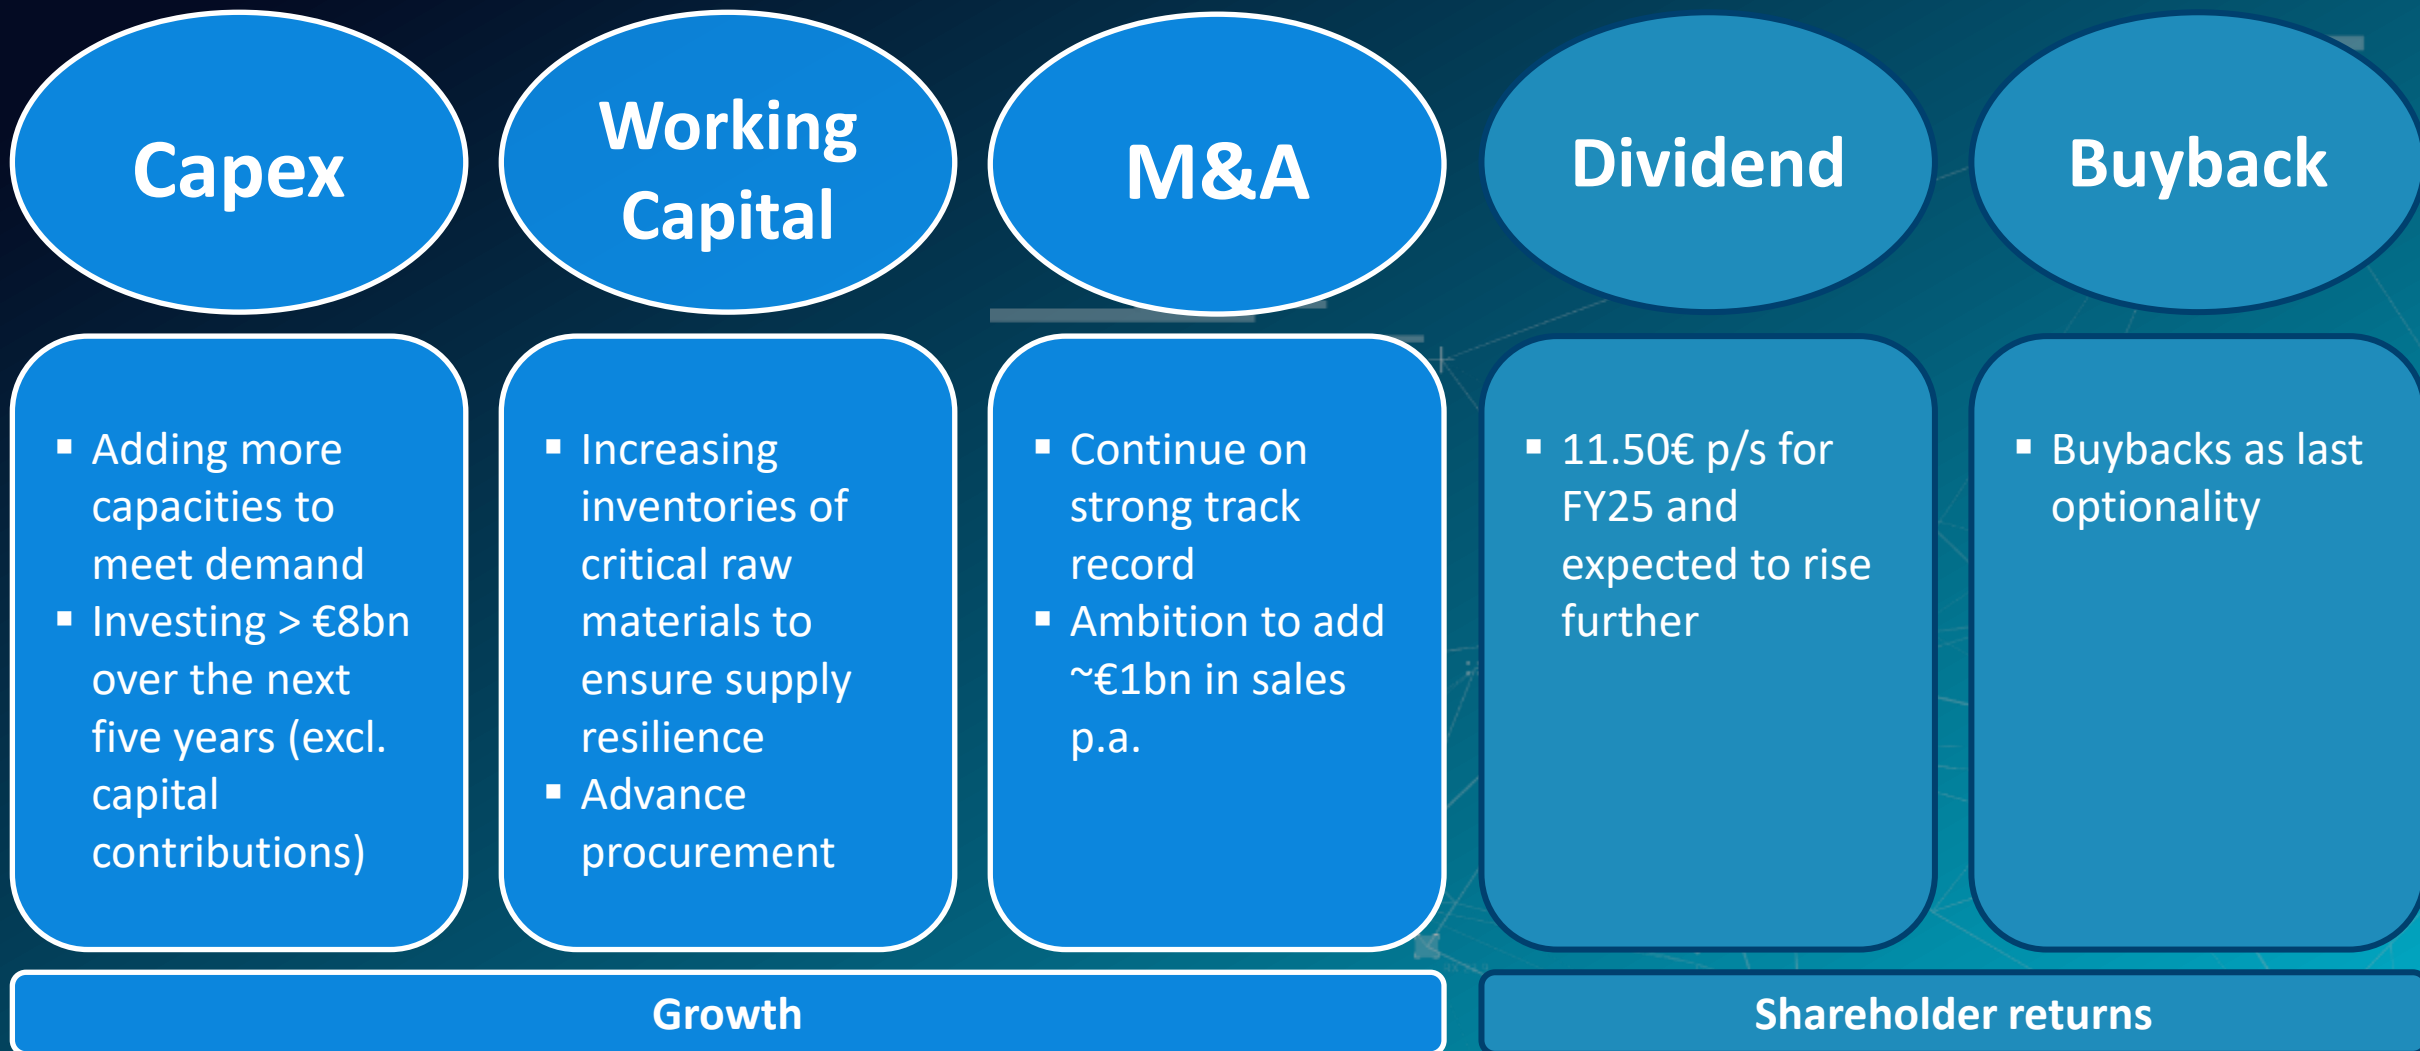 Capex
Working
Capital
M&A
Dividend
Buyback
▪ Adding more
capacities to
meet demand
▪ Investing > €8bn
over the next
five years (excl.
capital
contributions)
▪ Increasing
inventories of
critical raw
materials to
ensure supply
resilience
▪ Advance
procurement
▪ Continue on
strong track
record
▪ Ambition to add
~€1bn in sales
p.a.
▪ 11.50€ p/s for
FY25 and
expected to rise
further
▪ Buybacks as last
optionality
Growth
Shareholder returns